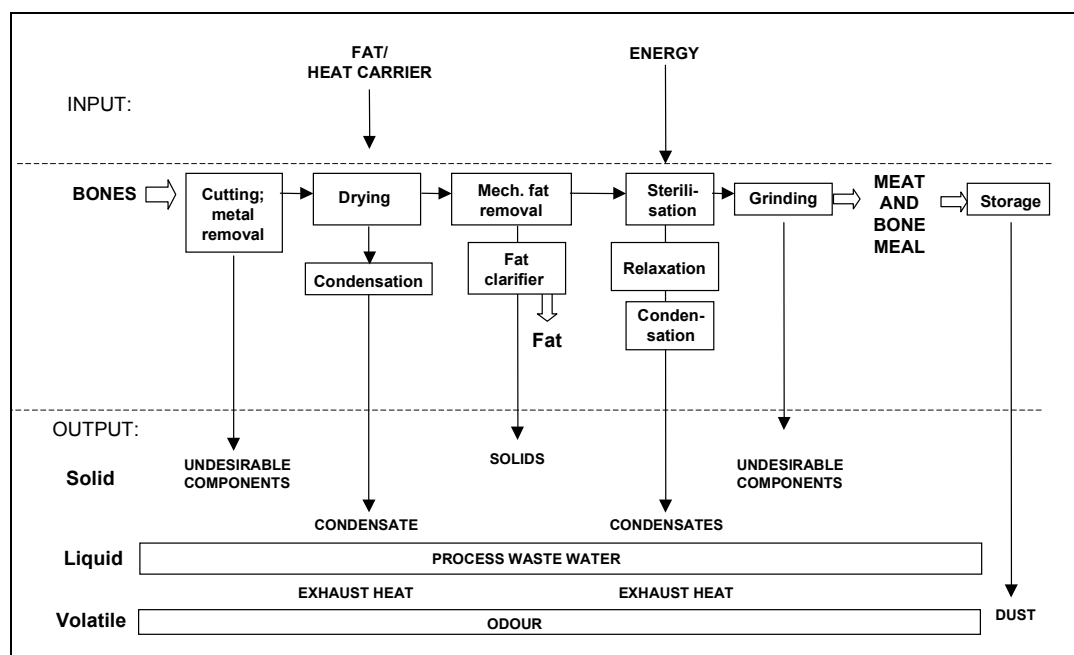 FAT/
HEAT CARRIER
ENERGY
INPUT:
BONES
Cutting;
metal
removal
Drying
Mech. fat
removal
Sterili-
sation
Grinding
MEAT
AND
BONE
MEAL
Storage
Condensation
Fat
clarifier
Relaxation
Fat
Conden-
sation
OUTPUT:
Solid
UNDESIRABLE
COMPONENTS
SOLIDS
UNDESIRABLE
COMPONENTS
CONDENSATE
CONDENSATES
Liquid
PROCESS WASTE WATER
EXHAUST HEAT
EXHAUST HEAT
Volatile
ODOUR
DUST